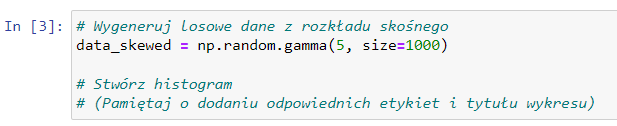 In [3]: # Wygeneruj losowe dane z rozkładu skośnego
data_skewed = np.random.gamma(5, size=1000)
# Stwórz histogram
# (Pamiętaj o dodaniu odpowiednich etykiet i tytułu wykresu)